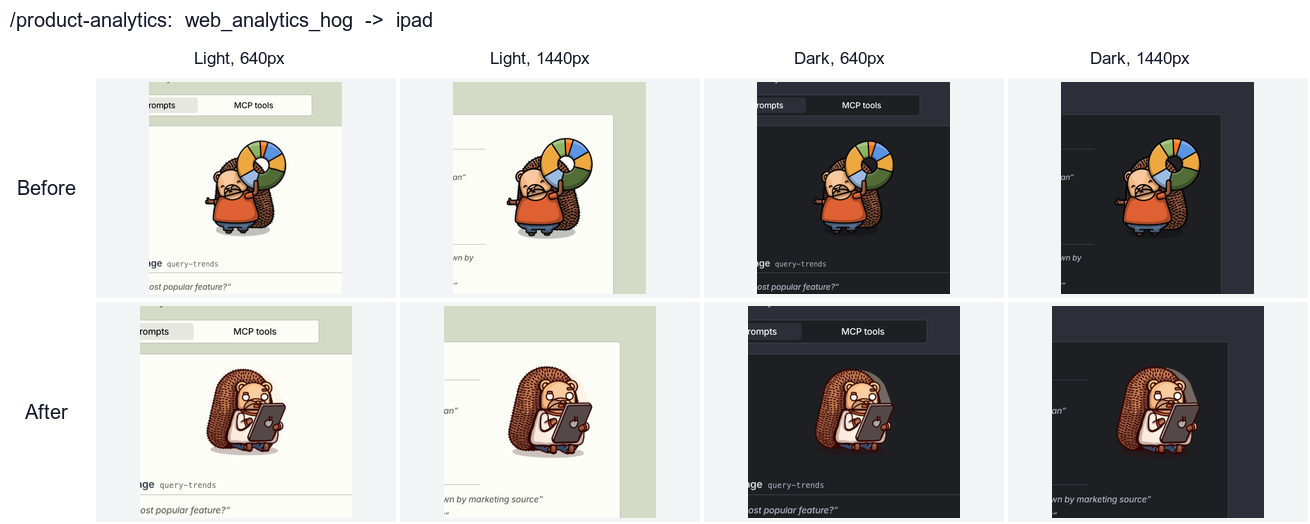 /product-analytics: web_analytics_hog -> ipad
Light, 640px
Light, 1440px
Dark, 640px
Dark, 1440px
Before
rompts
MCP tools
age query-trends
ost popular feature?"
an"
wn by
"
rompts
MCP tools
age query-trends
ost popular feature?"
an"
wn by
"
After
rompts
MCP tools
age query-trends
ost popular feature?"
an"
wn by marketing source"
"
rompts
MCP tools
age query-trends
ost popular feature?"
an"
wn by marketing source"
"